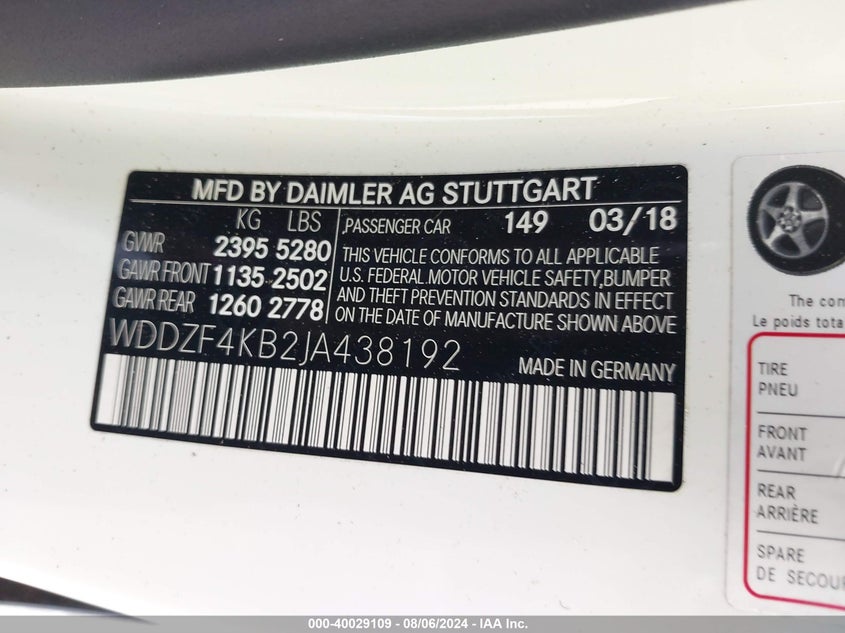 MFD BY DAIMLER AG STUTTGART
KG LBS
GVWR 2395 5280
GAWR FRONT 1135 2502
GAWR REAR 1260 2778
,PASSENGER CAR 149 03/18
THIS VEHICLE CONFORMS TO ALL APPLICABLE
U.S. FEDERAL MOTOR VEHICLE SAFETY,BUMPER
AND THEFT PREVENTION STANDARDS IN EFFECT
ON THE DATE OF MANUFACTURE SHOWN ABOVE
WDDZF4KB2JA438192
MADE IN GERMANY
The com
Le poids tota
TIRE
PNEU
FRONT
AVANT
REAR
ARRIÈRE
SPARE
DE SECOU
000-40029109 - 08/06/2024 - IAA Inc.